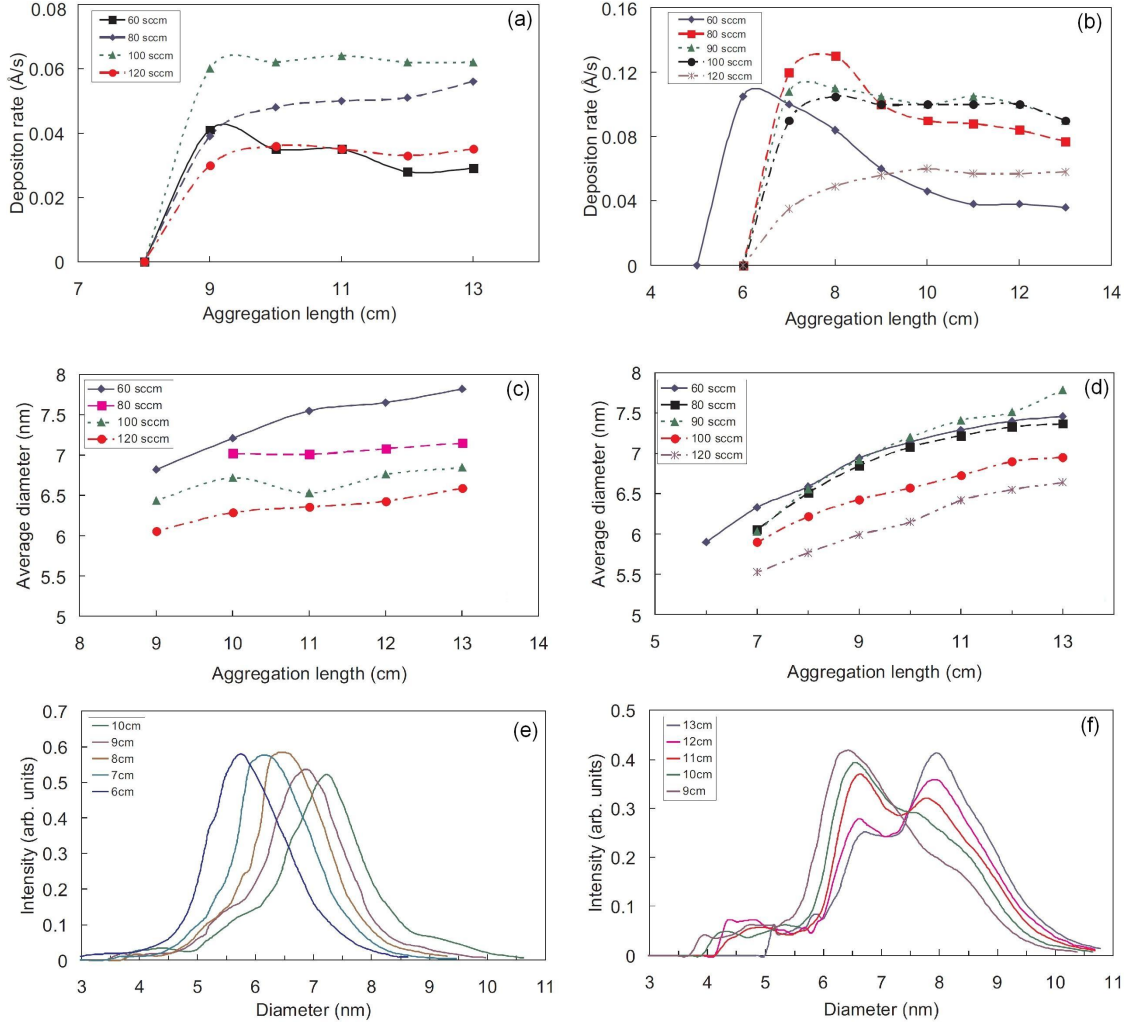 (a)
60 sccm
80 sccm
100 sccm
120 sccm
0.08
0.06
0.04
0.02
0
Depositon rate (Å/s)
7 9 11 13
Aggregation length (cm)
(b)
60 sccm
80 sccm
90 sccm
100 sccm
120 sccm
0.16
0.12
0.08
0.04
0
Depositon rate (Å/s)
4 6 8 10 12 14
Aggregation length (cm)
(c)
60 sccm
80 sccm
100 sccm
120 sccm
8
7.5
7
6.5
6
5.5
5
Average diameter (nm)
8 9 10 11 12 13 14
Aggregation length (cm)
(d)
60 sccm
80 sccm
90 sccm
100 sccm
120 sccm
8
7.5
7
6.5
6
5.5
5
Average diameter (nm)
5 7 9 11 13
Aggregation length (cm)
(e)
10cm
9cm
8cm
7cm
6cm
0.7
0.6
0.5
0.4
0.3
0.2
0.1
0
Intensity (arb. units)
3 4 5 6 7 8 9 10 11
Diameter (nm)
(f)
13cm
12cm
11cm
10cm
9cm
0.5
0.4
0.3
0.2
0.1
0
Intensity (arb. units)
3 4 5 6 7 8 9 10 11
Diameter (nm)